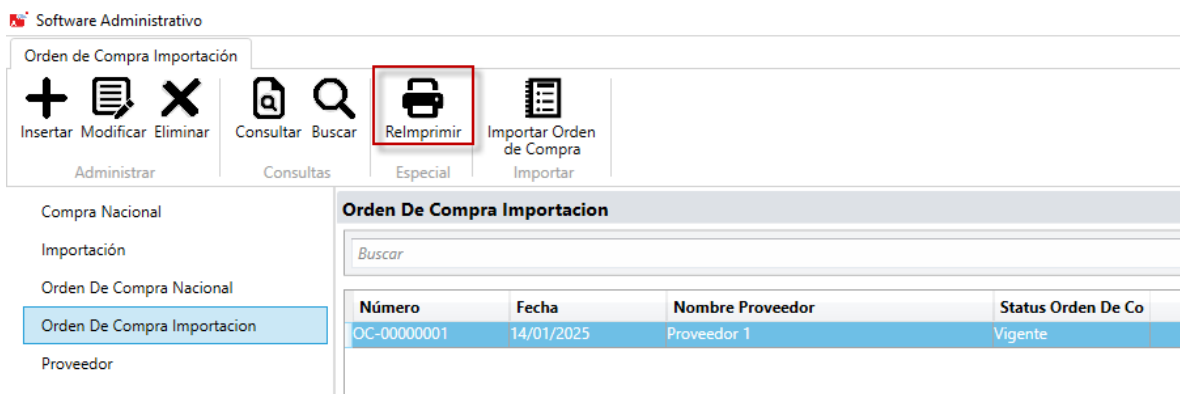 Software Administrativo
Orden de Compra Importación
Insertar Modificar Eliminar Consultar Buscar ReImprimir Importar Orden
de Compra
Administrar Consultas Especial Importar
Compra Nacional
Importación
Orden De Compra Nacional
Orden De Compra Importacion
Proveedor
Orden De Compra Importacion
Buscar
Número Fecha Nombre Proveedor Status Orden De Co
OC-00000001 14/01/2025 Proveedor 1 Vigente